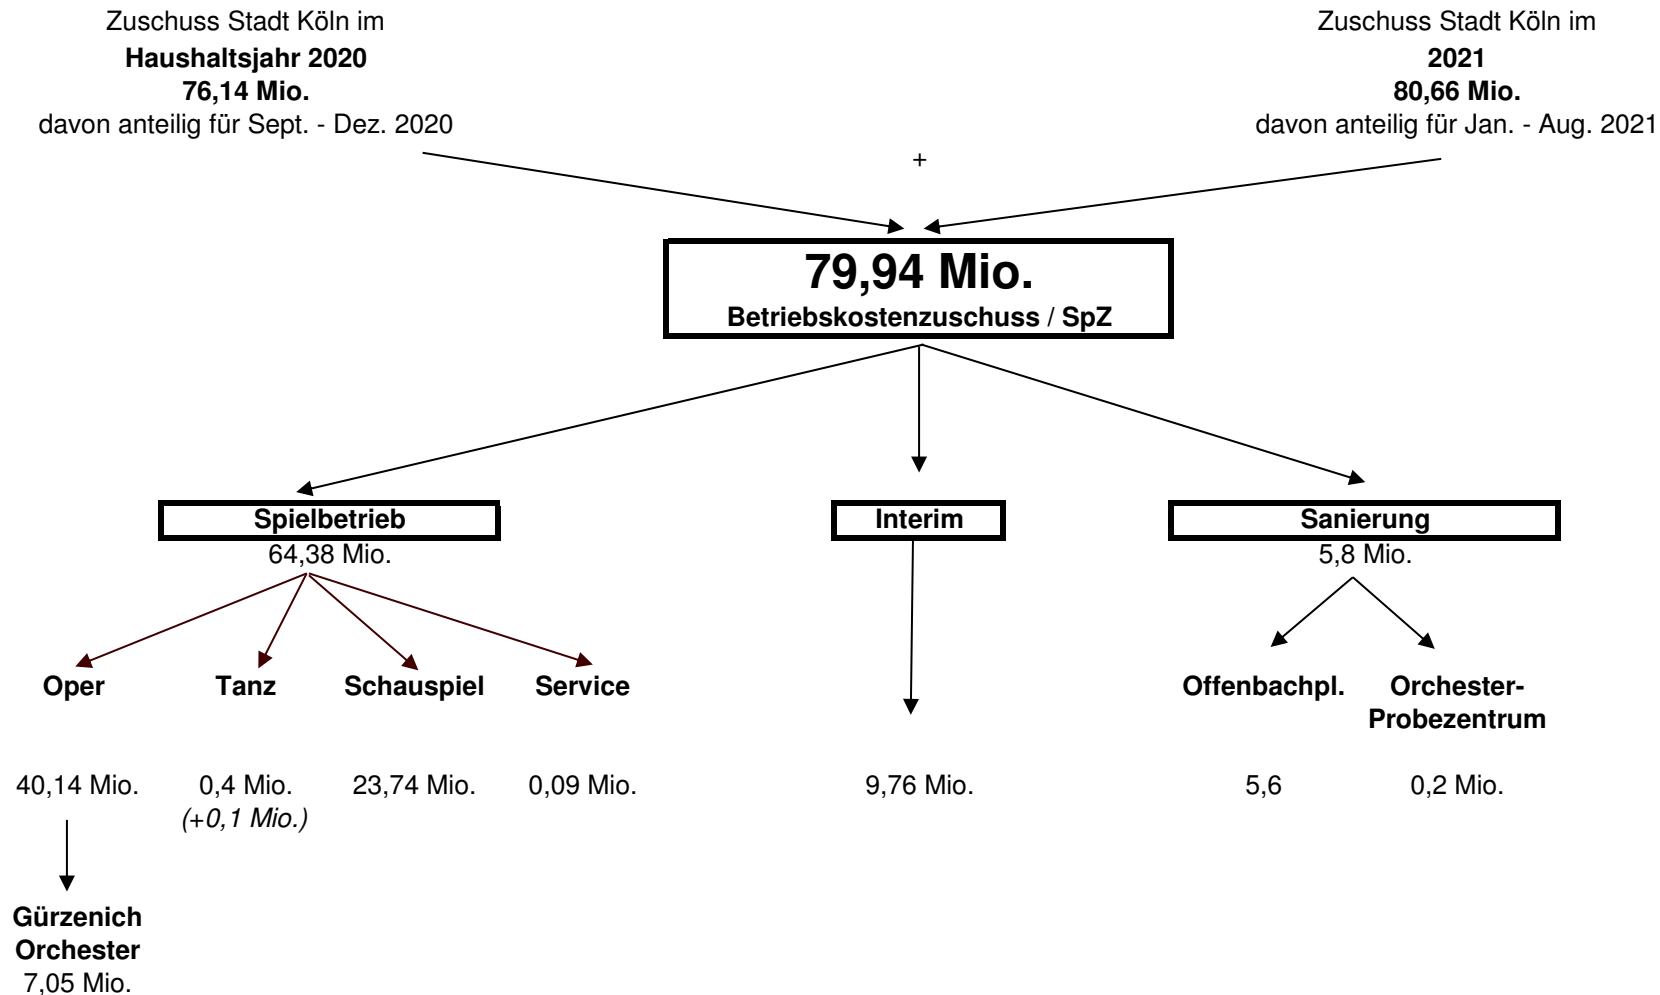 Zuschuss Stadt Köln im
Haushaltsjahr 2020
76,14 Mio.
davon anteilig für Sept. - Dez. 2020
Zuschuss Stadt Köln im
2021
80,66 Mio.
davon anteilig für Jan. - Aug. 2021
+
79,94 Mio.
Betriebskostenzuschuss / SpZ
Spielbetrieb
64,38 Mio.
Interim
Sanierung
5,8 Mio.
Oper
Tanz
Schauspiel
Service
Offenbachpl.
Orchester-
Probezentrum
40,14 Mio.
0,4 Mio.
(+0,1 Mio.)
23,74 Mio.
0,09 Mio.
9,76 Mio.
5,6
0,2 Mio.
Gürzenich
Orchester
7,05 Mio.